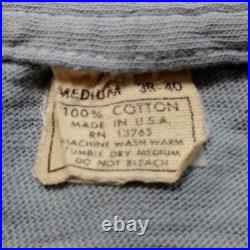 MEDIUM 38-40
100% COTTON
MADE IN U.S.A.
RN 13765
MACHINE WASH WARM
TUMBLE DRY MEDIUM
DO NOT BLEACH